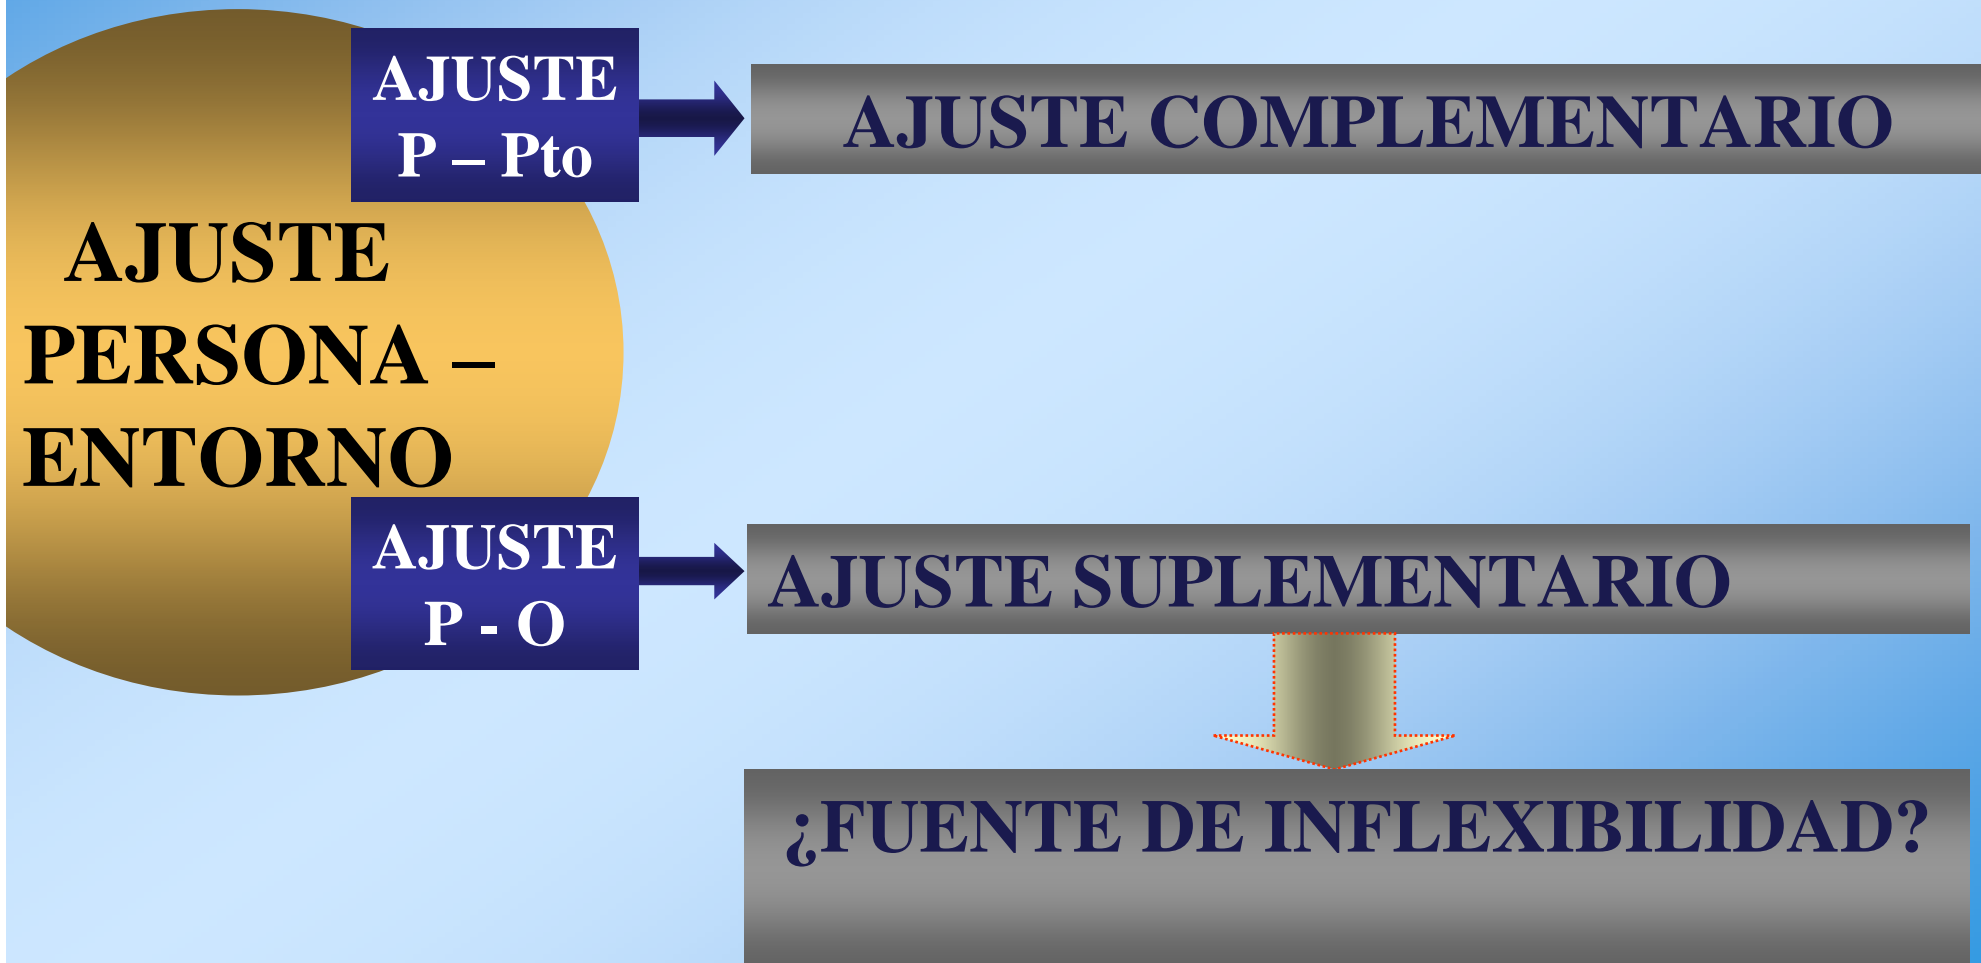 AJUSTE
P – Pto
AJUSTE COMPLEMENTARIO
AJUSTE
PERSONA –
ENTORNO
AJUSTE
P - O
AJUSTE SUPLEMENTARIO
¿FUENTE DE INFLEXIBILIDAD?